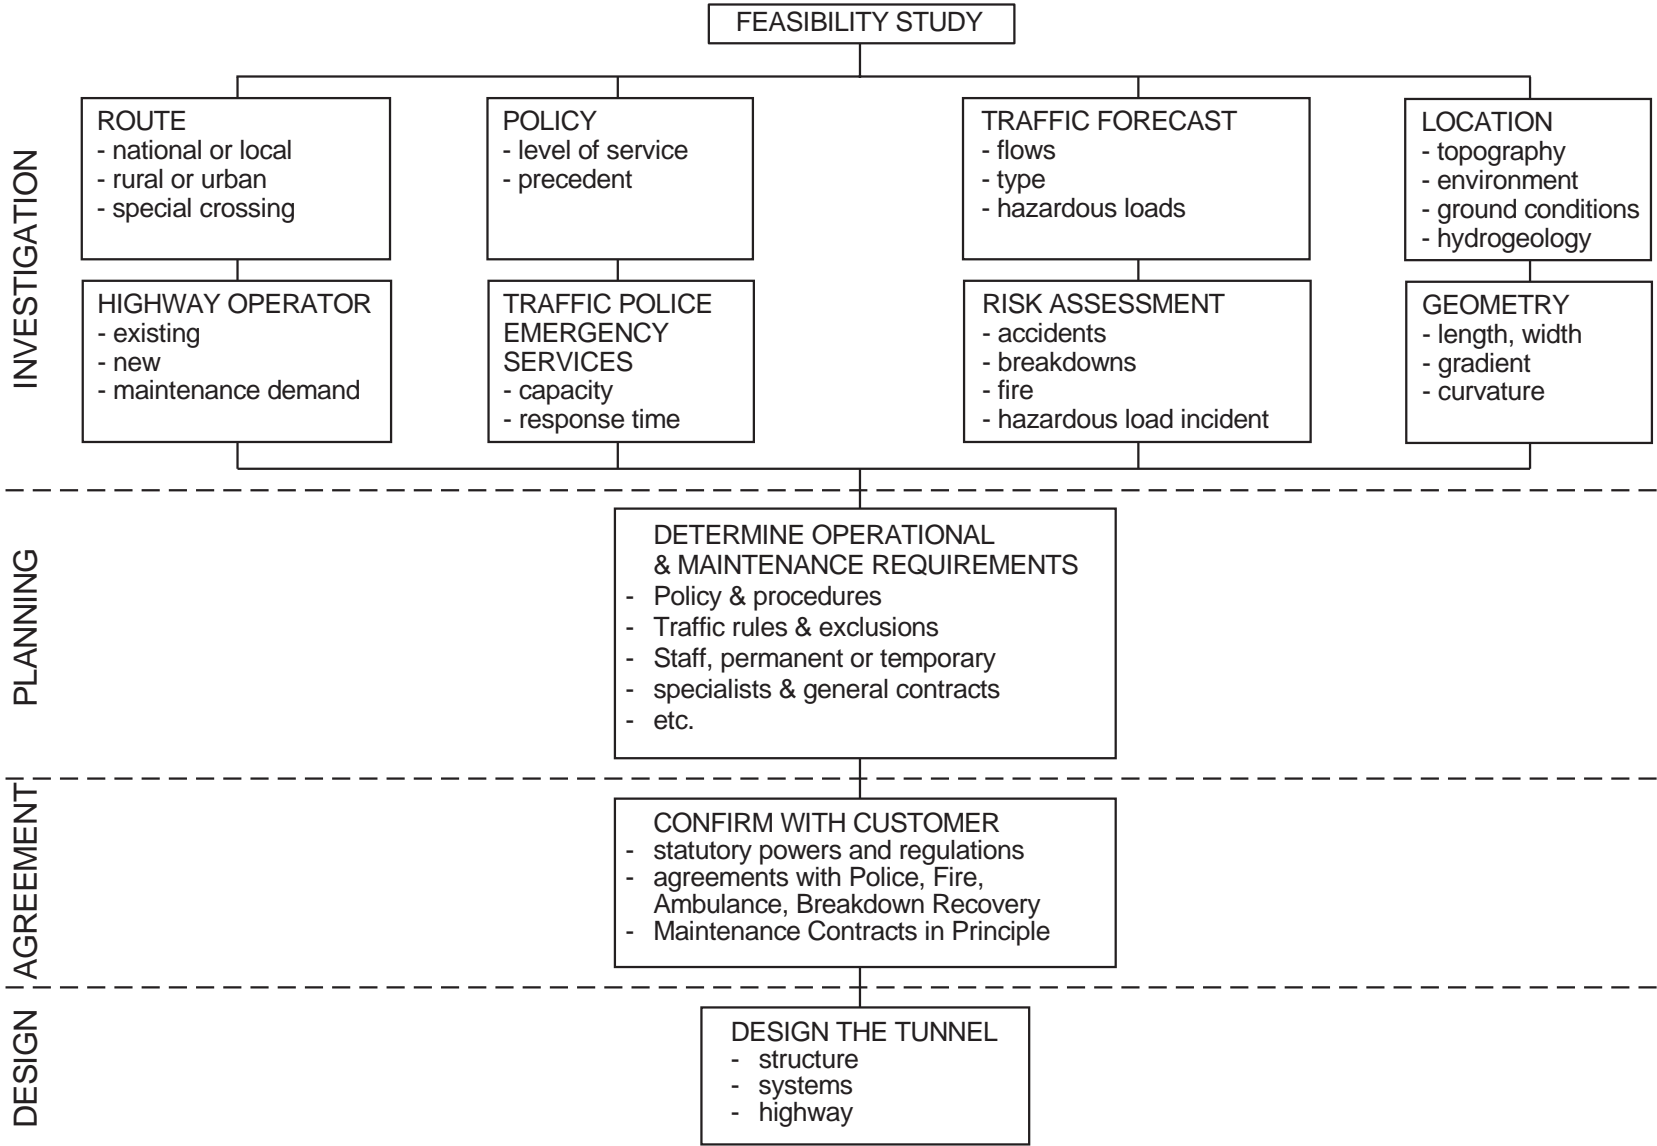 FEASIBILITY STUDY
INVESTIGATION
ROUTE
- national or local
- rural or urban
- special crossing
POLICY
- level of service
- precedent
TRAFFIC FORECAST
- flows
- type
- hazardous loads
LOCATION
- topography
- environment
- ground conditions
- hydrogeology
HIGHWAY OPERATOR
- existing
- new
- maintenance demand
TRAFFIC POLICE
EMERGENCY
SERVICES
- capacity
- response time
RISK ASSESSMENT
- accidents
- breakdowns
- fire
- hazardous load incident
GEOMETRY
- length, width
- gradient
- curvature
PLANNING
DETERMINE OPERATIONAL
& MAINTENANCE REQUIREMENTS
- Policy & procedures
- Traffic rules & exclusions
- Staff, permanent or temporary
- specialists & general contracts
- etc.
AGREEMENT
CONFIRM WITH CUSTOMER
- statutory powers and regulations
- agreements with Police, Fire,
Ambulance, Breakdown Recovery
- Maintenance Contracts in Principle
DESIGN
DESIGN THE TUNNEL
- structure
- systems
- highway